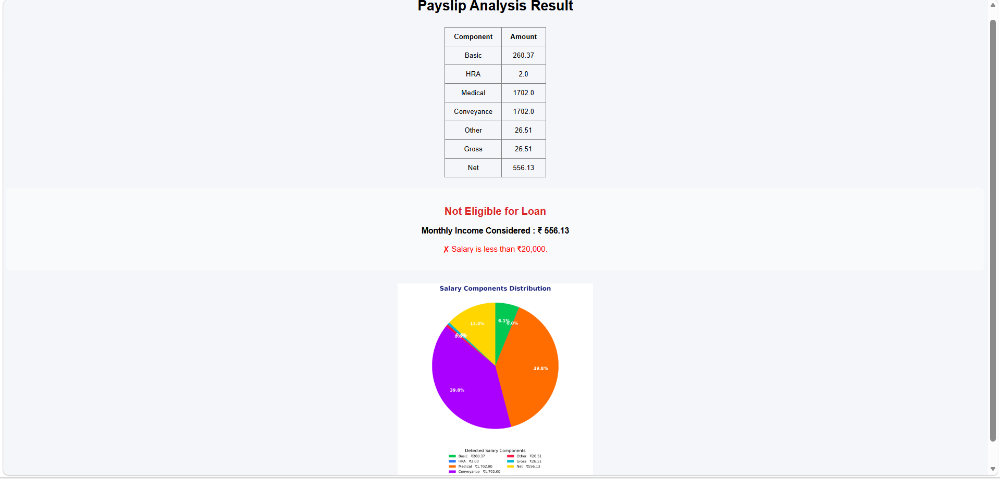 Payslip Analysis Result
Component Amount
Basic 260.37
HRA 2.0
Medical 1702.0
Conveyance 1702.0
Other 26.51
Gross 26.51
Net 556.13
Not Eligible for Loan
Monthly Income Considered : ₹ 556.13
✗ Salary is less than ₹20,000.
Salary Components Distribution
6.1%
0.0%
13.0%
0.6%
0.6%
39.8%
39.8%
Detected Salary Components
Basic ₹260.37
HRA ₹2.00
Medical ₹1,702.00
Conveyance ₹1,702.00
Other ₹26.51
Gross ₹26.51
Net ₹556.13